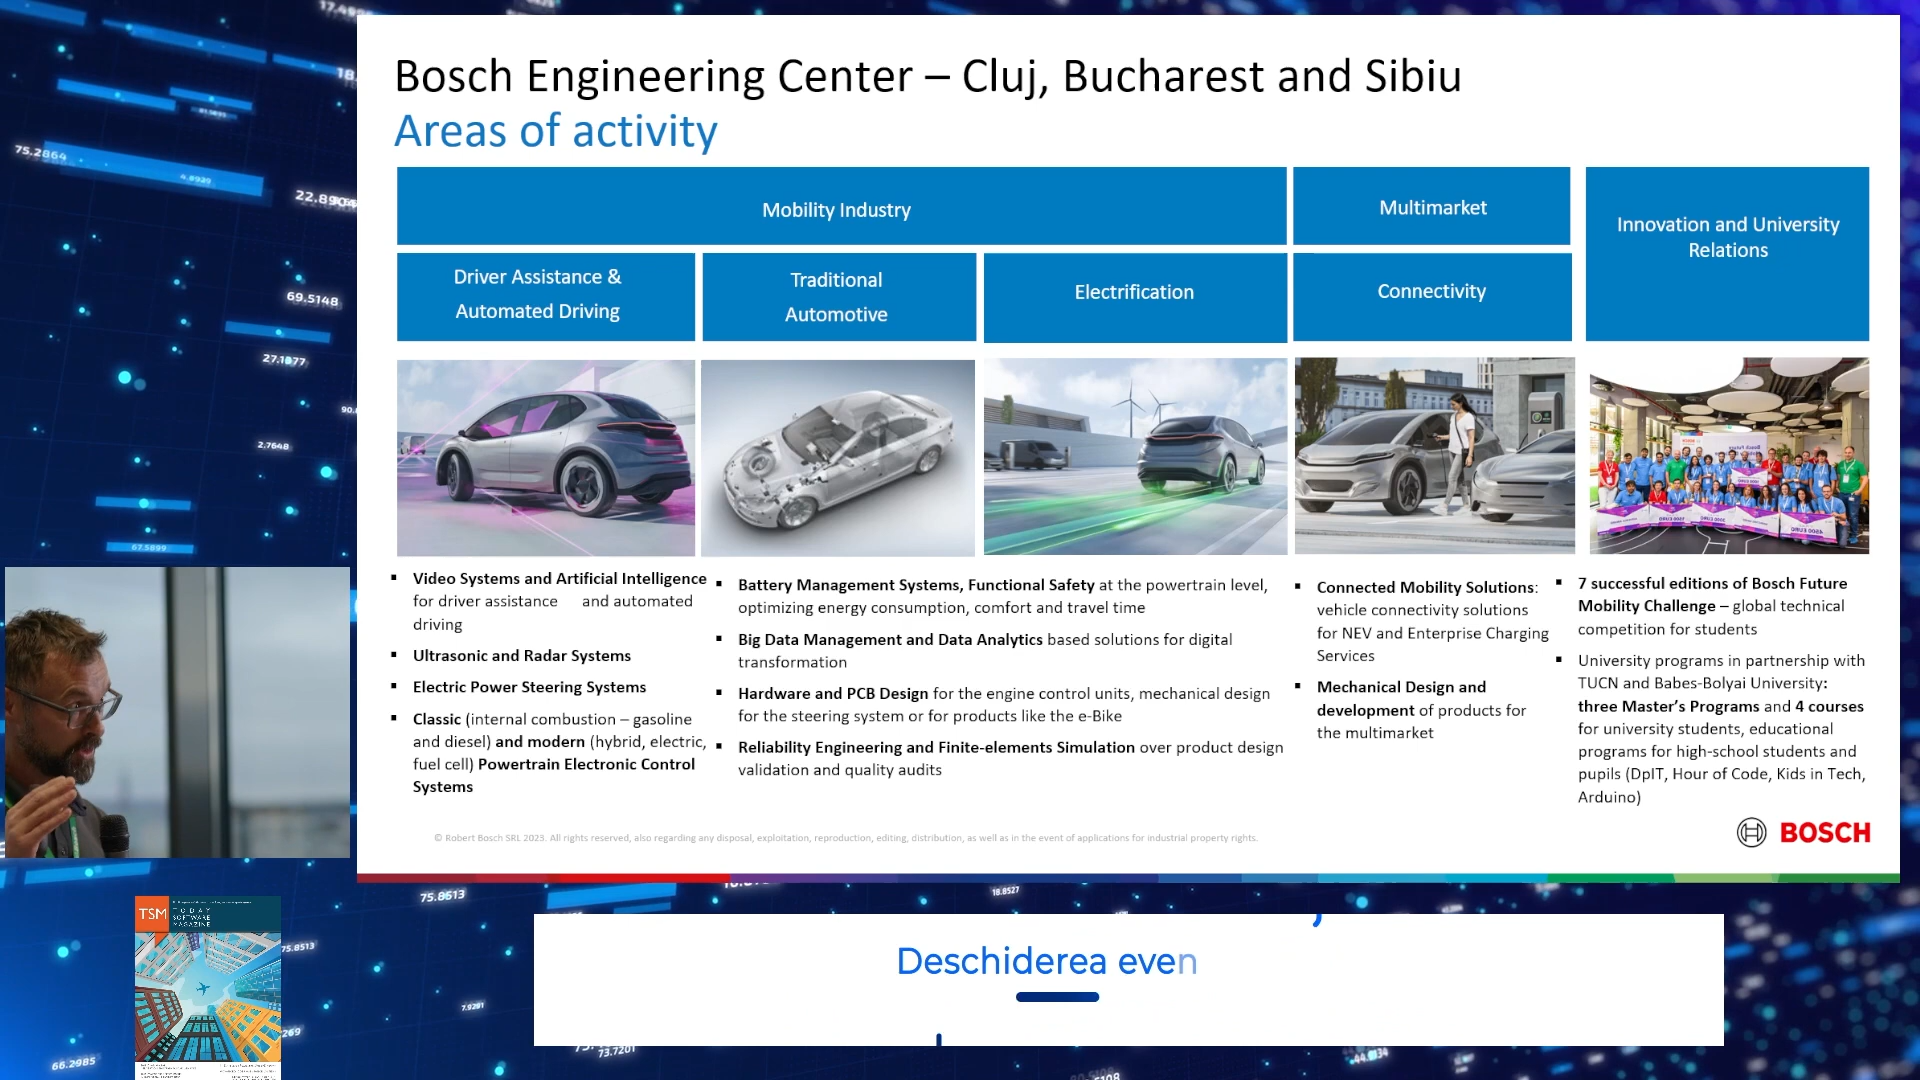 Bosch Engineering Center – Cluj, Bucharest and Sibiu
Areas of activity
Mobility Industry
Multimarket
Innovation and University
Relations
Driver Assistance &
Automated Driving
Traditional
Automotive
Electrification
Connectivity
▪ Video Systems and Artificial Intelligence
for driver assistance and automated
driving
▪ Ultrasonic and Radar Systems
▪ Electric Power Steering Systems
▪ Classic (internal combustion – gasoline
and diesel) and modern (hybrid, electric,
fuel cell) Powertrain Electronic Control
Systems
▪ Battery Management Systems, Functional Safety at the powertrain level,
optimizing energy consumption, comfort and travel time
▪ Big Data Management and Data Analytics based solutions for digital
transformation
▪ Hardware and PCB Design for the engine control units, mechanical design
for the steering system or for products like the e-Bike
▪ Reliability Engineering and Finite-elements Simulation over product design
validation and quality audits
▪ Connected Mobility Solutions:
vehicle connectivity solutions
for NEV and Enterprise Charging
Services
▪ Mechanical Design and
development of products for
the multimarket
▪ 7 successful editions of Bosch Future
Mobility Challenge – global technical
competition for students
▪ University programs in partnership with
TUCN and Babes-Bolyai University:
three Master's Programs and 4 courses
for university students, educational
programs for high-school students and
pupils (DpIT, Hour of Code, Kids in Tech,
Arduino)
© Robert Bosch SRL 2023. All rights reserved, also regarding any disposal, exploitation, reproduction, editing, distribution, as well as in the event of applications for industrial property rights.
BOSCH
TSM
TODAY
SOFTWARE
MAGAZINE
Deschiderea even
75.2864
4.8929
69.5148
2.7648
67.5899
75.8513
18.8527
75.8513
7.9281
73.7201
66.2985